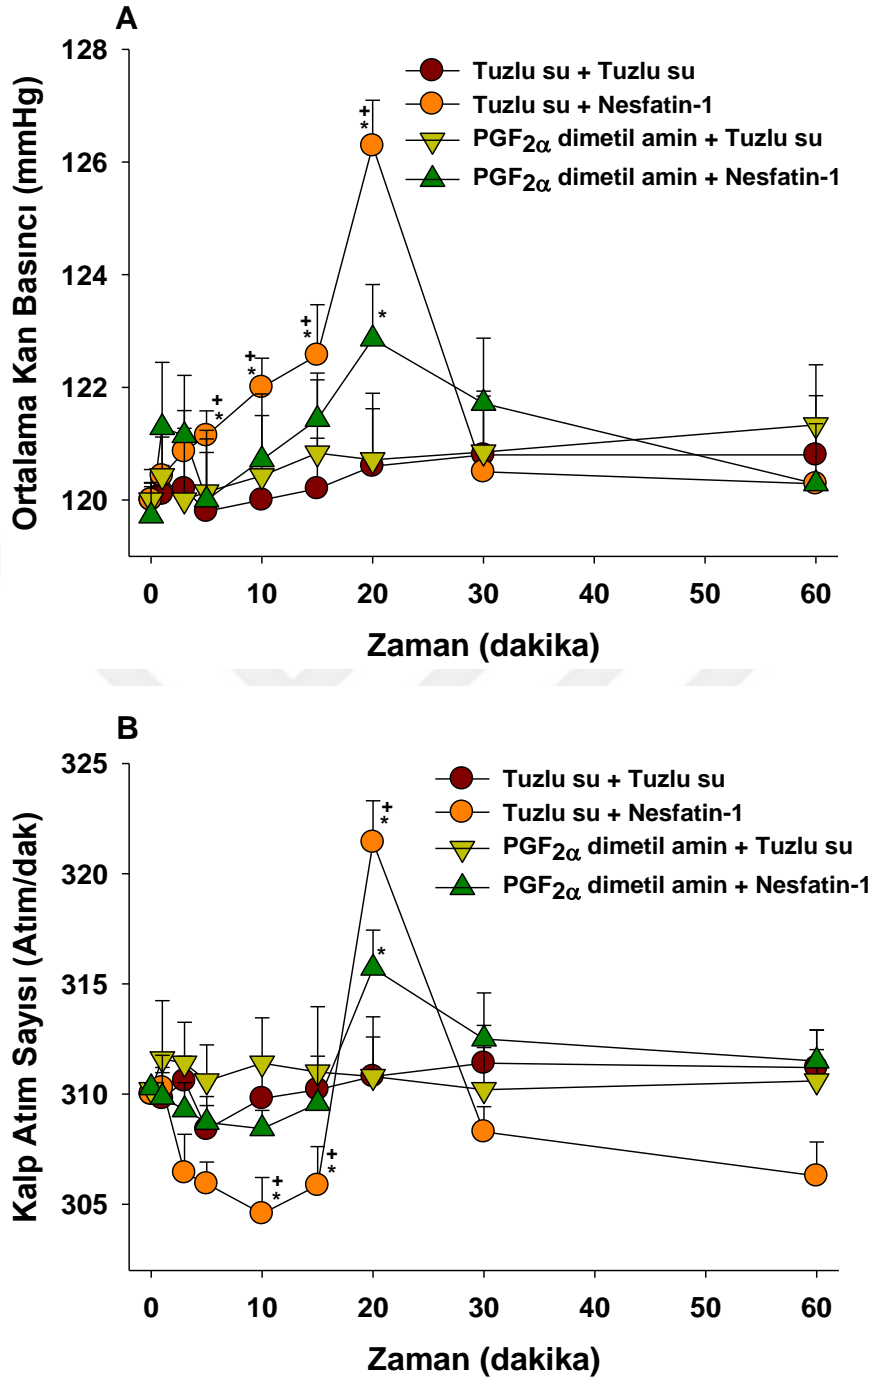 A
Ortalama Kan Basıncı (mmHg)
128
126
124
122
120
Tuzlu su + Tuzlu su
Tuzlu su + Nesfatin-1
PGF2α dimetil amin + Tuzlu su
PGF2α dimetil amin + Nesfatin-1
+
*
*
+
*
+
*
+
*
0 10 20 30 40 50 60
Zaman (dakika)
B
Kalp Atım Sayısı (Atım/dak)
325
320
315
310
305
Tuzlu su + Tuzlu su
Tuzlu su + Nesfatin-1
PGF2α dimetil amin + Tuzlu su
PGF2α dimetil amin + Nesfatin-1
+
*
*
+
*
+
*
0 10 20 30 40 50 60
Zaman (dakika)